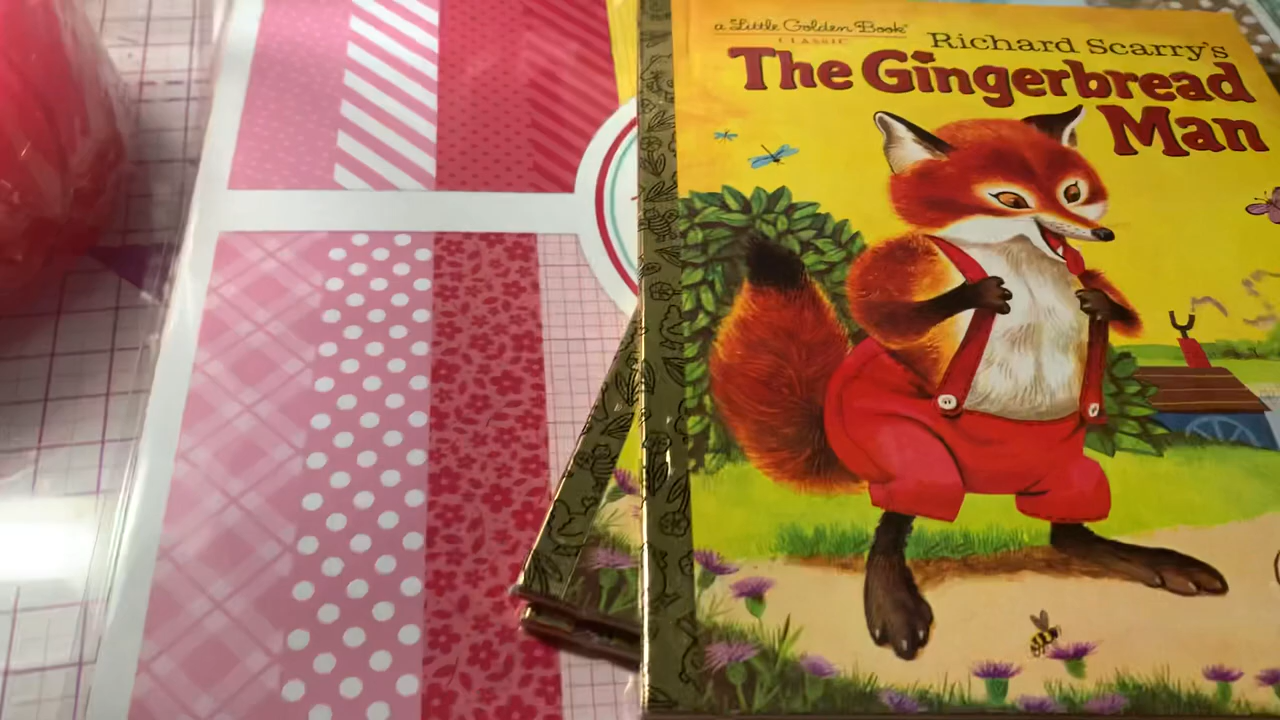 a Little Golden Book®
CLASSIC
Richard Scarry's
The Gingerbread
Man